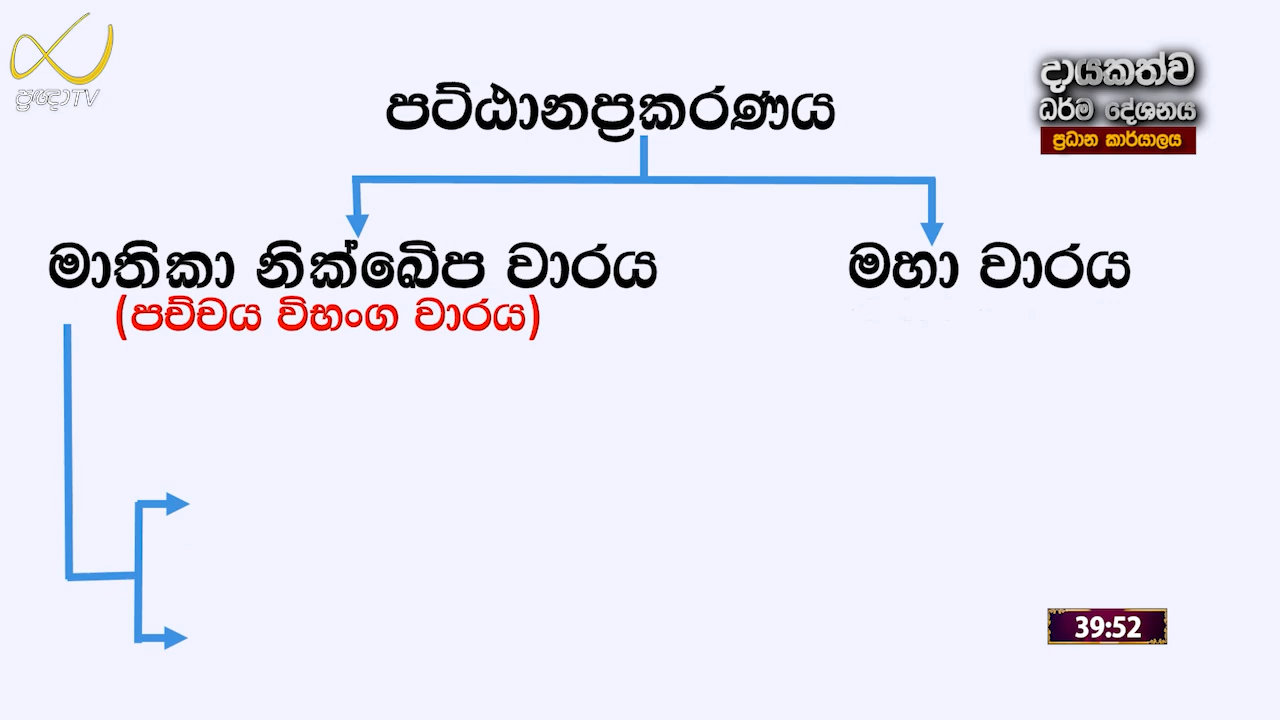 ප්‍රඥාTV
දායකත්ව
ධර්ම දේශනය
ප්‍රධාන කාර්යාලය
පට්ඨානප්‍රකරණය
මාතිකා නික්ඛේප වාරය
මහා වාරය
(පච්චය විභංග වාරය)
39:52